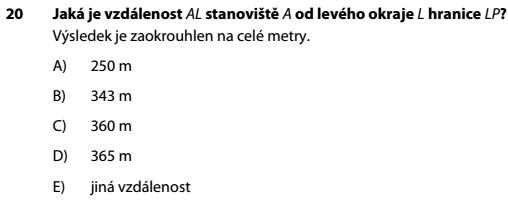 20 Jaká je vzdálenost AL stanoviště A od levého okraje L hranice LP?
Výsledek je zaokrouhlen na celé metry.
A) 250 m
B) 343 m
C) 360 m
D) 365 m
E) jiná vzdálenost